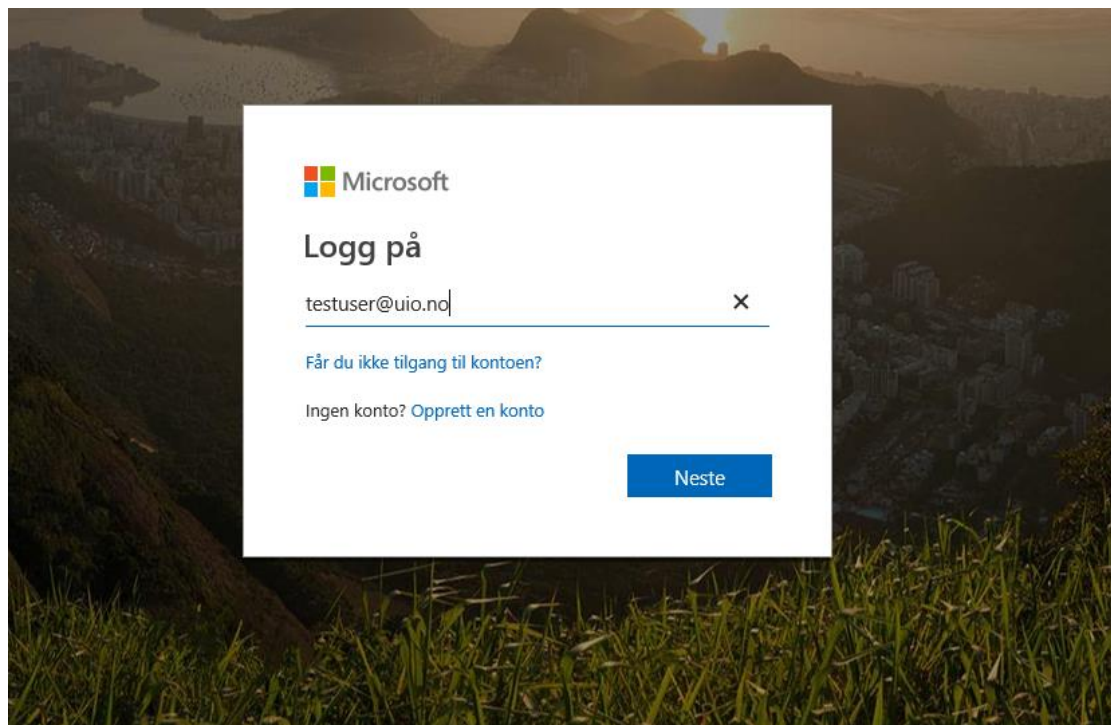 Microsoft
Logg på
testuser@uio.no
Får du ikke tilgang til kontoen?
Ingen konto? Opprett en konto
Neste